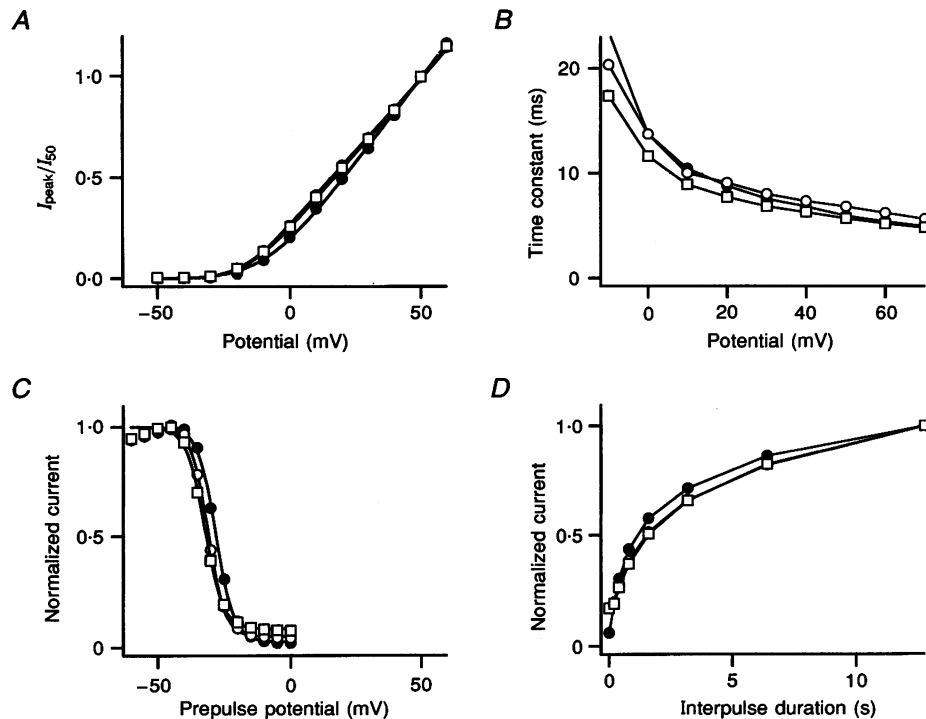 A
I_peak/I_50
1·0
0·5
0·0
−50
0
50
Potential (mV)
B
Time constant (ms)
20
10
0
0
20
40
60
Potential (mV)
C
Normalized current
1·0
0·5
0
−50
0
50
Prepulse potential (mV)
D
Normalized current
1·0
0·5
0
0
5
10
Interpulse duration (s)